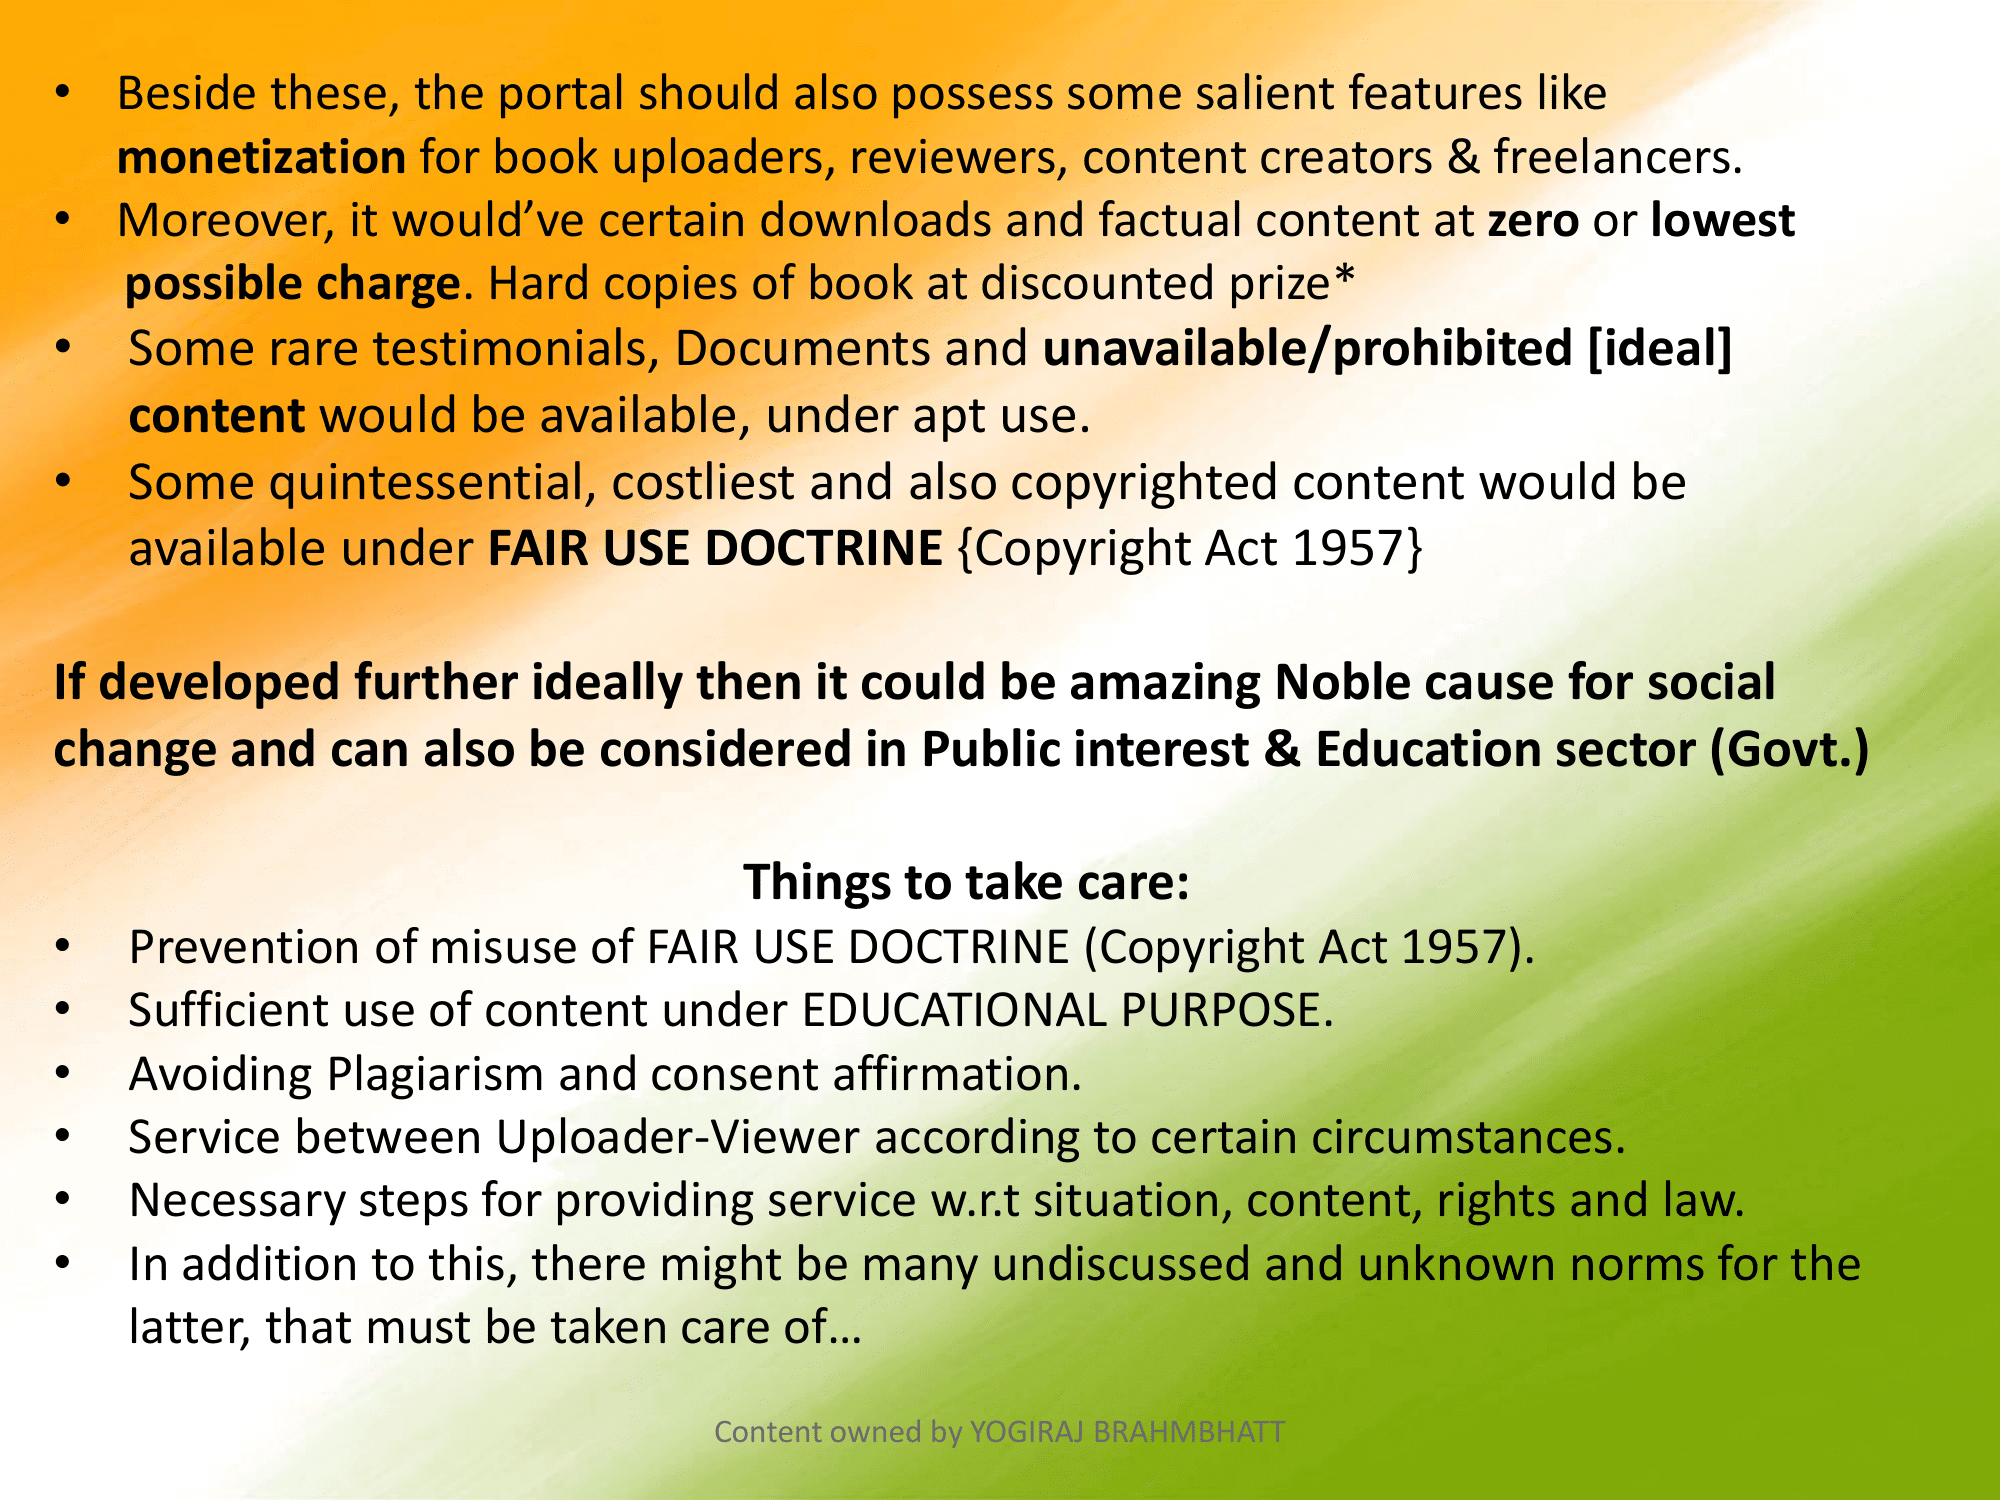 • Beside these, the portal should also possess some salient features like
monetization for book uploaders, reviewers, content creators & freelancers.
• Moreover, it would’ve certain downloads and factual content at zero or lowest
possible charge. Hard copies of book at discounted prize*
• Some rare testimonials, Documents and unavailable/prohibited [ideal]
content would be available, under apt use.
• Some quintessential, costliest and also copyrighted content would be
available under FAIR USE DOCTRINE {Copyright Act 1957}
If developed further ideally then it could be amazing Noble cause for social
change and can also be considered in Public interest & Education sector (Govt.)
Things to take care:
• Prevention of misuse of FAIR USE DOCTRINE (Copyright Act 1957).
• Sufficient use of content under EDUCATIONAL PURPOSE.
• Avoiding Plagiarism and consent affirmation.
• Service between Uploader-Viewer according to certain circumstances.
• Necessary steps for providing service w.r.t situation, content, rights and law.
• In addition to this, there might be many undiscussed and unknown norms for the
latter, that must be taken care of…
Content owned by YOGIRAJ BRAHMBHATT